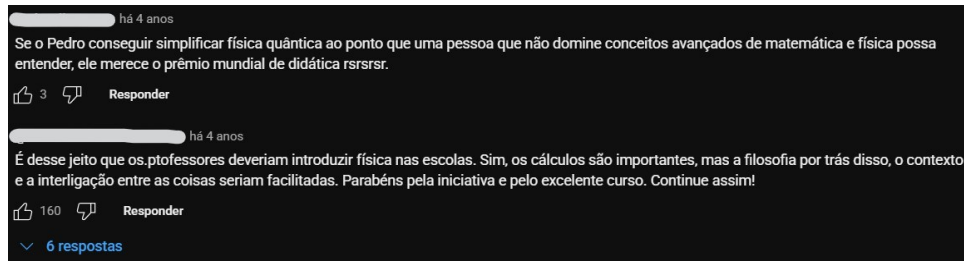 há 4 anos
Se o Pedro conseguir simplificar física quântica ao ponto que uma pessoa que não domine conceitos avançados de matemática e física possa
entender, ele merece o prêmio mundial de didática rsrsrsr.
3 Responder
há 4 anos
É desse jeito que os.ptofessores deveriam introduzir física nas escolas. Sim, os cálculos são importantes, mas a filosofia por trás disso, o contexto
e a interligação entre as coisas seriam facilitadas. Parabéns pela iniciativa e pelo excelente curso. Continue assim!
160 Responder
6 respostas